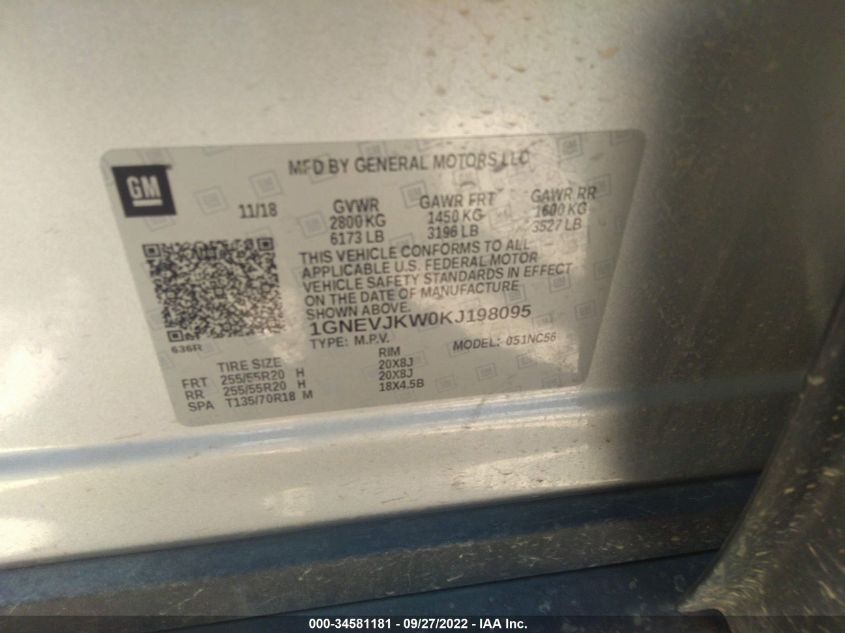 GM
MFD BY GENERAL MOTORS LLC
11/18
GVWR
2800 KG
6173 LB
GAWR FRT
1450 KG
3196 LB
GAWR RR
1600 KG
3527 LB
THIS VEHICLE CONFORMS TO ALL
APPLICABLE U.S. FEDERAL MOTOR
VEHICLE SAFETY STANDARDS IN EFFECT
ON THE DATE OF MANUFACTURE
SHOWN ABOVE.
1GNEVJKW0KJ198095
TYPE: M.P.V. MODEL: 051NC56
636R
TIRE SIZE RIM
FRT 255/55R20 H 20X8J
RR 255/55R20 H 20X8J
SPA T135/70R18 M 18X4.5B
000-34581181 - 09/27/2022 - IAA Inc.